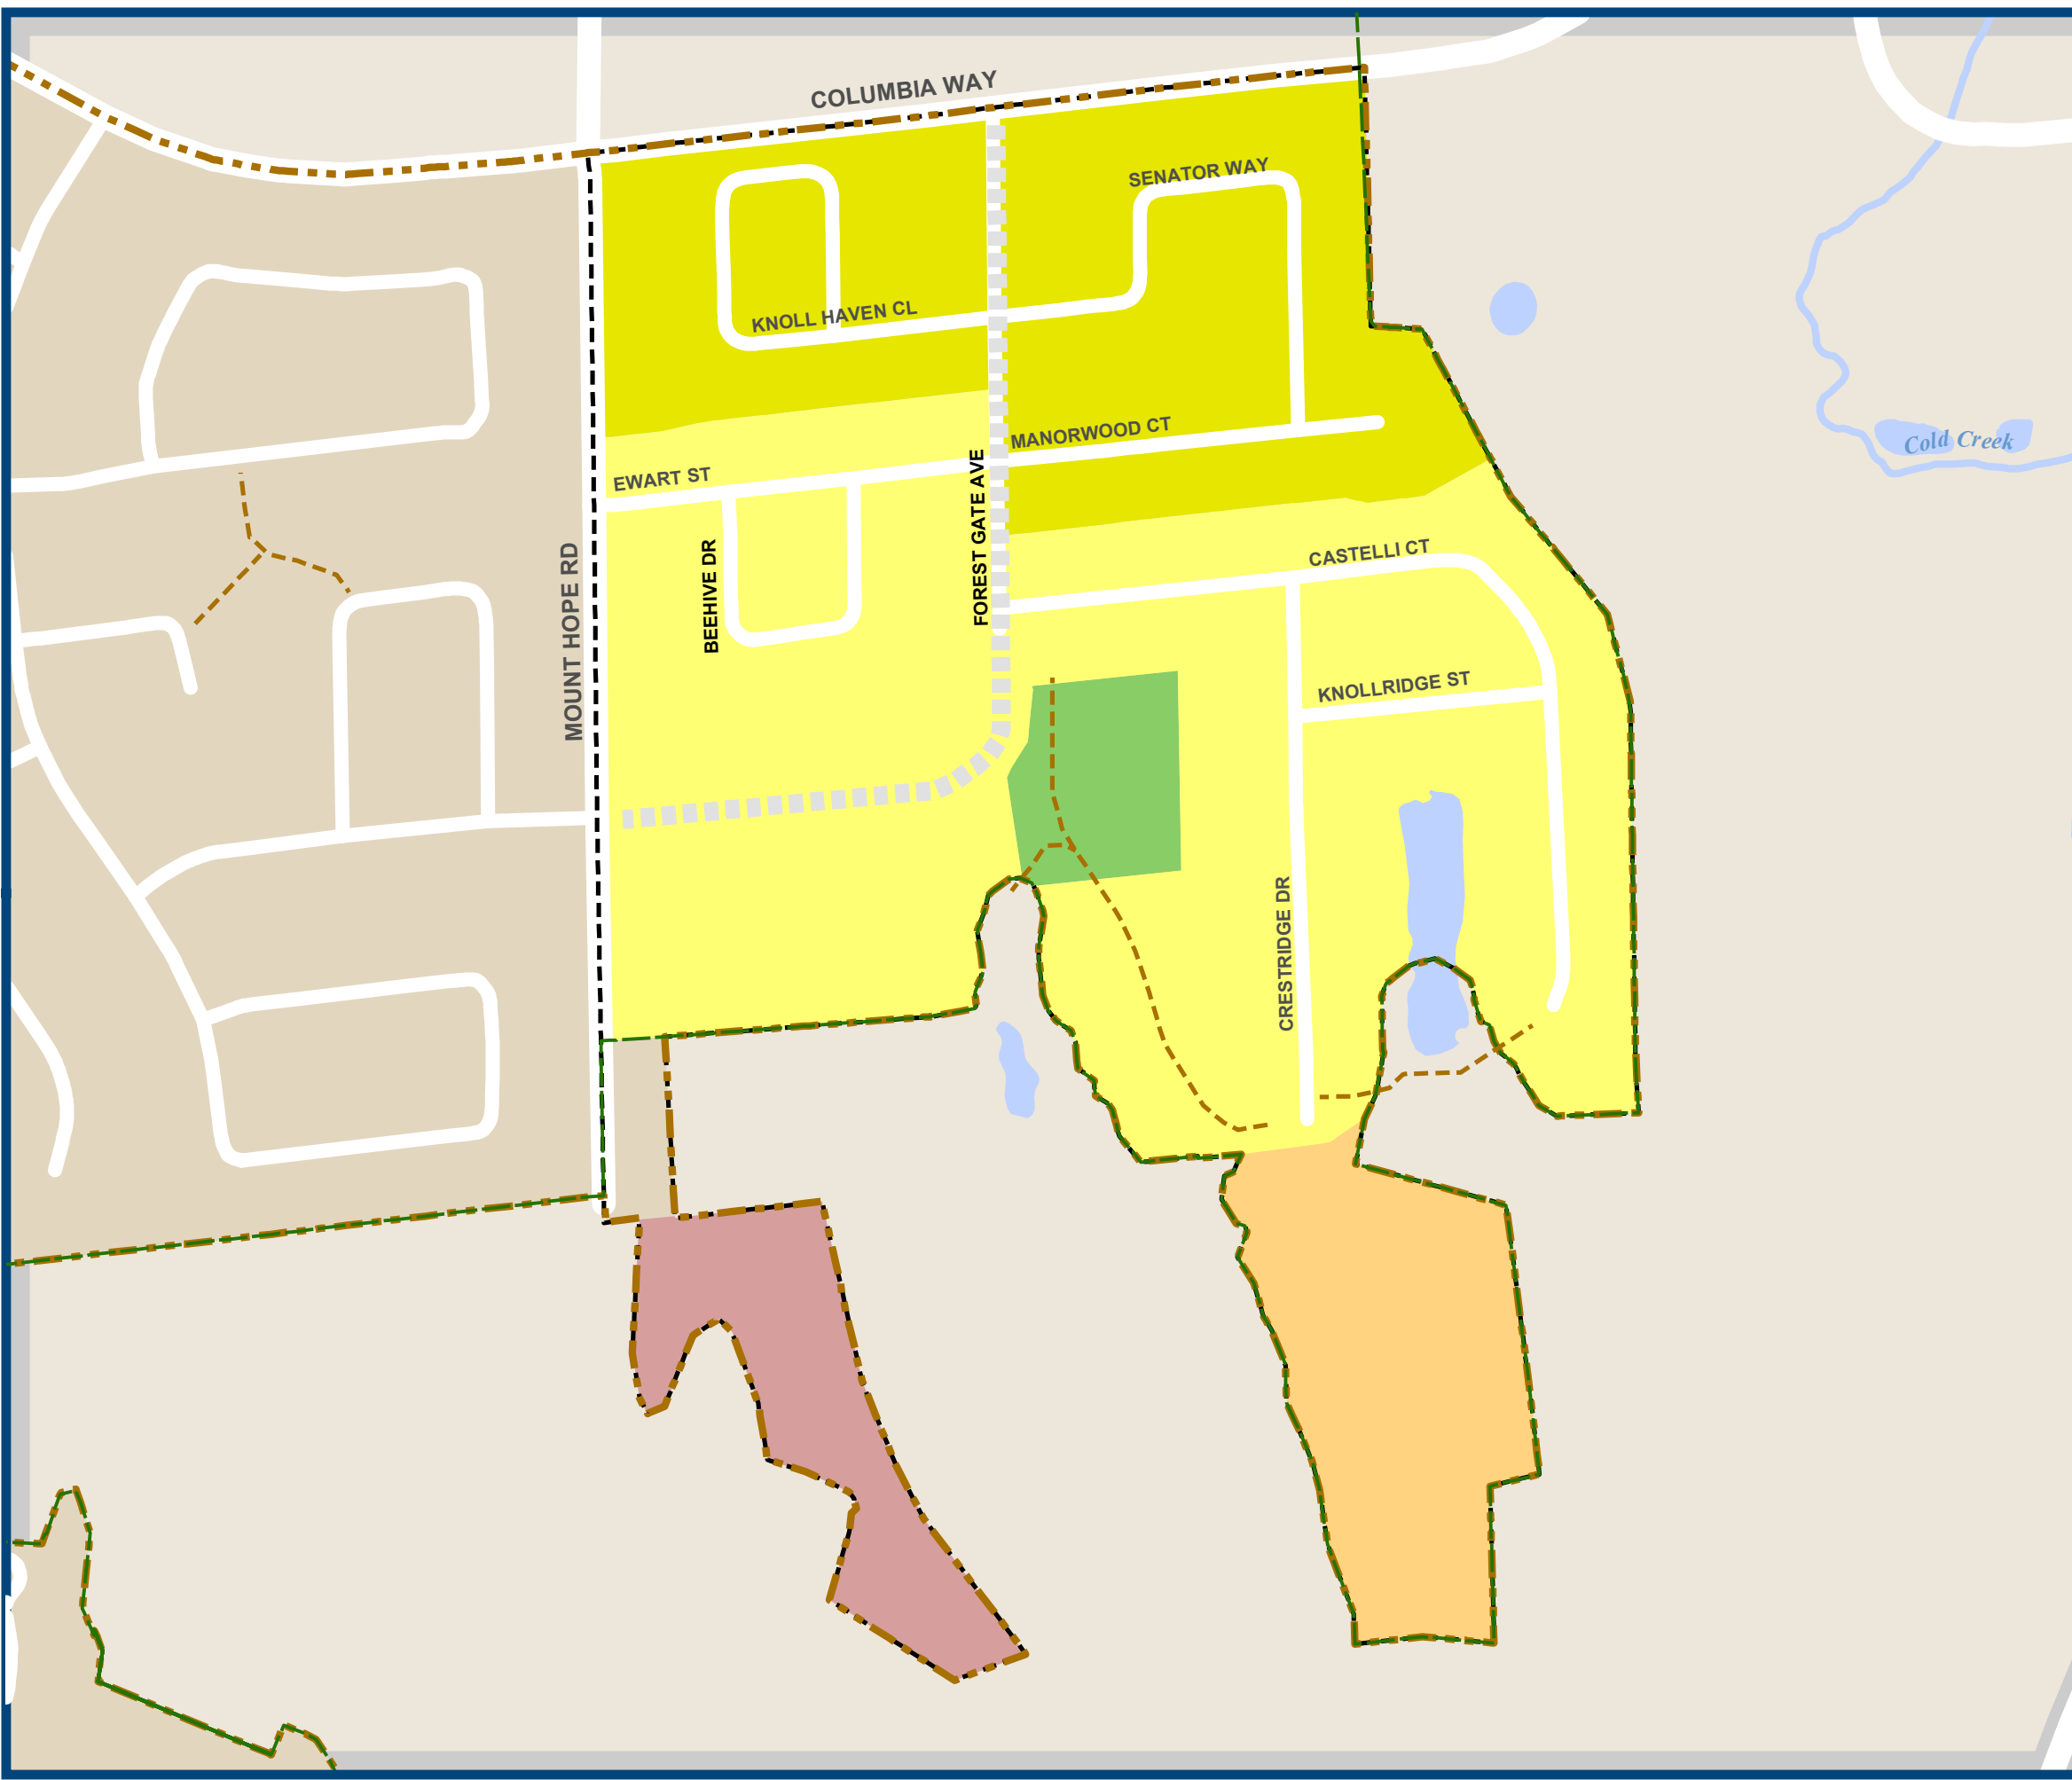 COLUMBIA WAY
SENATOR WAY
KNOLL HAVEN CL
MANORWOOD CT
Cold Creek
EWART ST
FOREST GATE AVE
CASTELLI CT
BEEHIVE DR
MOUNT HOPE RD
KNOLLRIDGE ST
CRESTRIDGE DR